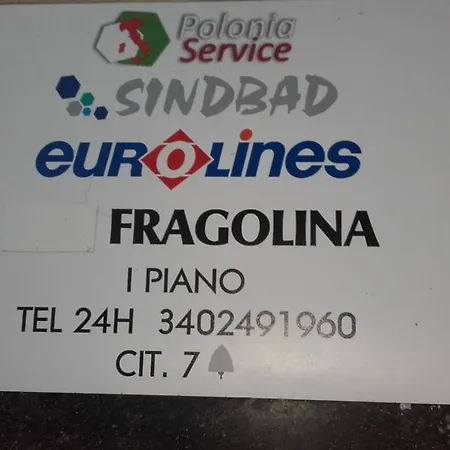 Polonia
Service
SINDBAD
EUROLINES
FRAGOLINA
I PIANO
TEL 24H 3402491960
CIT. 7